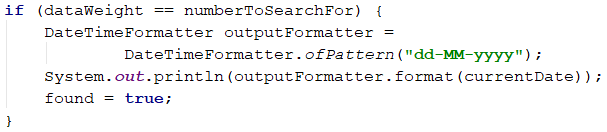 if (dataWeight == numberToSearchFor) {
    DateTimeFormatter outputFormatter =
            DateTimeFormatter.ofPattern("dd-MM-yyyy");
    System.out.println(outputFormatter.format(currentDate));
    found = true;
}